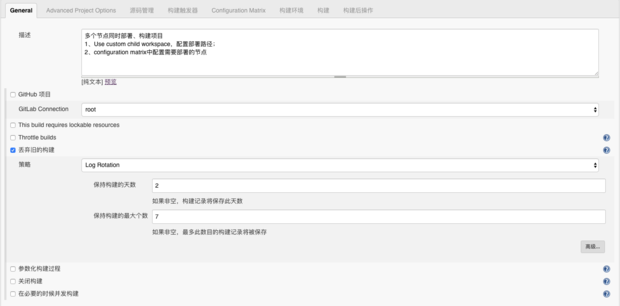 General Advanced Project Options 源码管理 构建触发器 Configuration Matrix 构建环境 构建 构建后操作
描述
多个节点同时部署、构建项目
1、Use custom child workspace，配置部署路径；
2、configuration matrix中配置需要部署的节点
[纯文本] 预览
GitHub 项目
GitLab Connection root
This build requires lockable resources
Throttle builds
丢弃旧的构建
策略 Log Rotation
保持构建的天数 2
如果非空，构建记录将保存此天数
保持构建的最大个数 7
如果非空，最多此数目的构建记录将被保存
高级...
参数化构建过程
关闭构建
在必要的时候并发构建